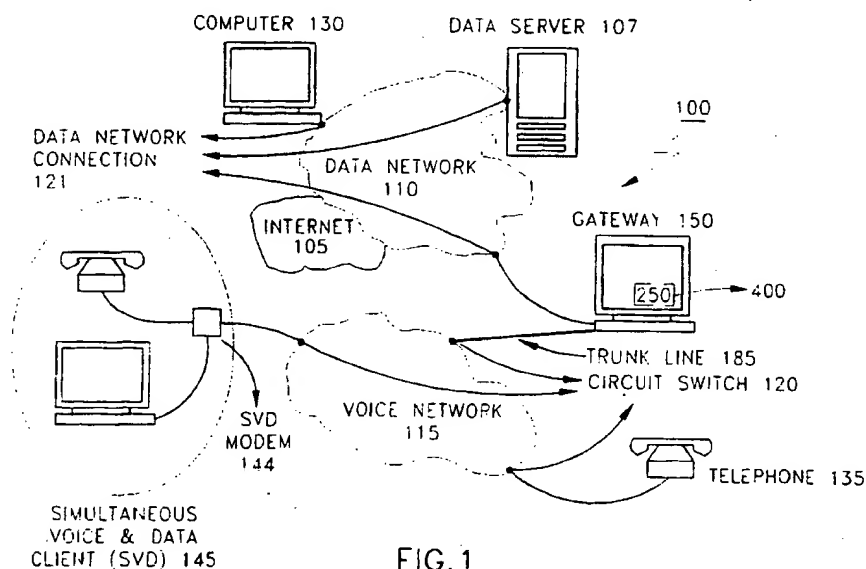 COMPUTER 130
DATA SERVER 107
100
DATA NETWORK
CONNECTION
121
DATA NETWORK
110
INTERNET
105
GATEWAY 150
250
400
TRUNK LINE 185
CIRCUIT SWITCH 120
VOICE NETWORK
115
SVD
MODEM
144
TELEPHONE 135
SIMULTANEOUS
VOICE & DATA
CLIENT (SVD) 145
FIG.1